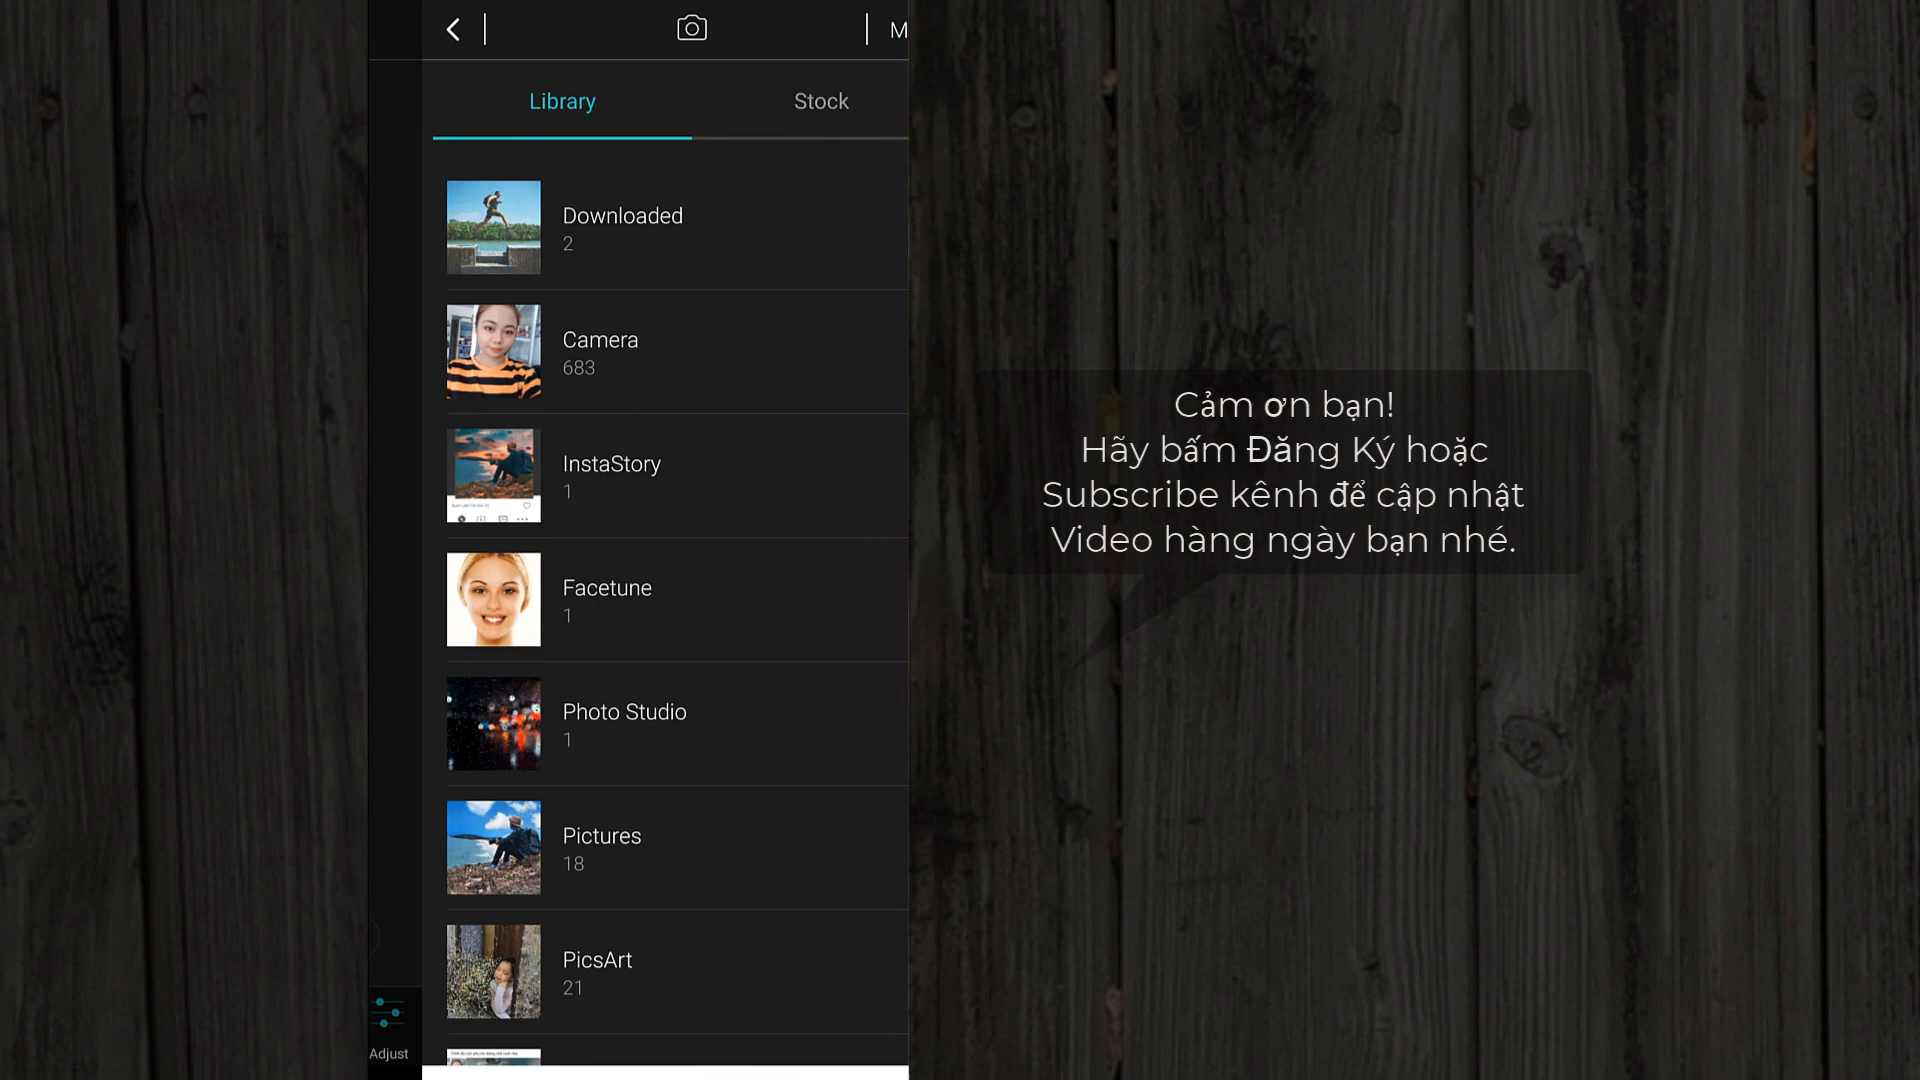 M
Library
Stock
Downloaded
2
Camera
683
InstaStory
1
Facetune
1
Photo Studio
1
Pictures
18
PicsArt
21
Adjust
Cảm ơn bạn!
Hãy bấm Đăng Ký hoặc
Subscribe kênh để cập nhật
Video hàng ngày bạn nhé.